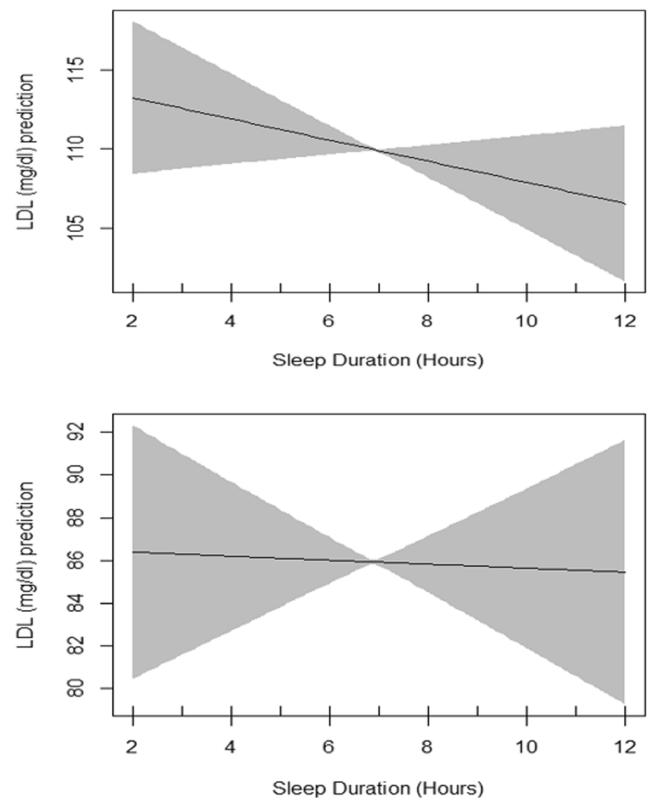 LDL (mg/dl) prediction
115
110
105
2 4 6 8 10 12
Sleep Duration (Hours)
LDL (mg/dl) prediction
92
90
88
86
84
82
80
2 4 6 8 10 12
Sleep Duration (Hours)